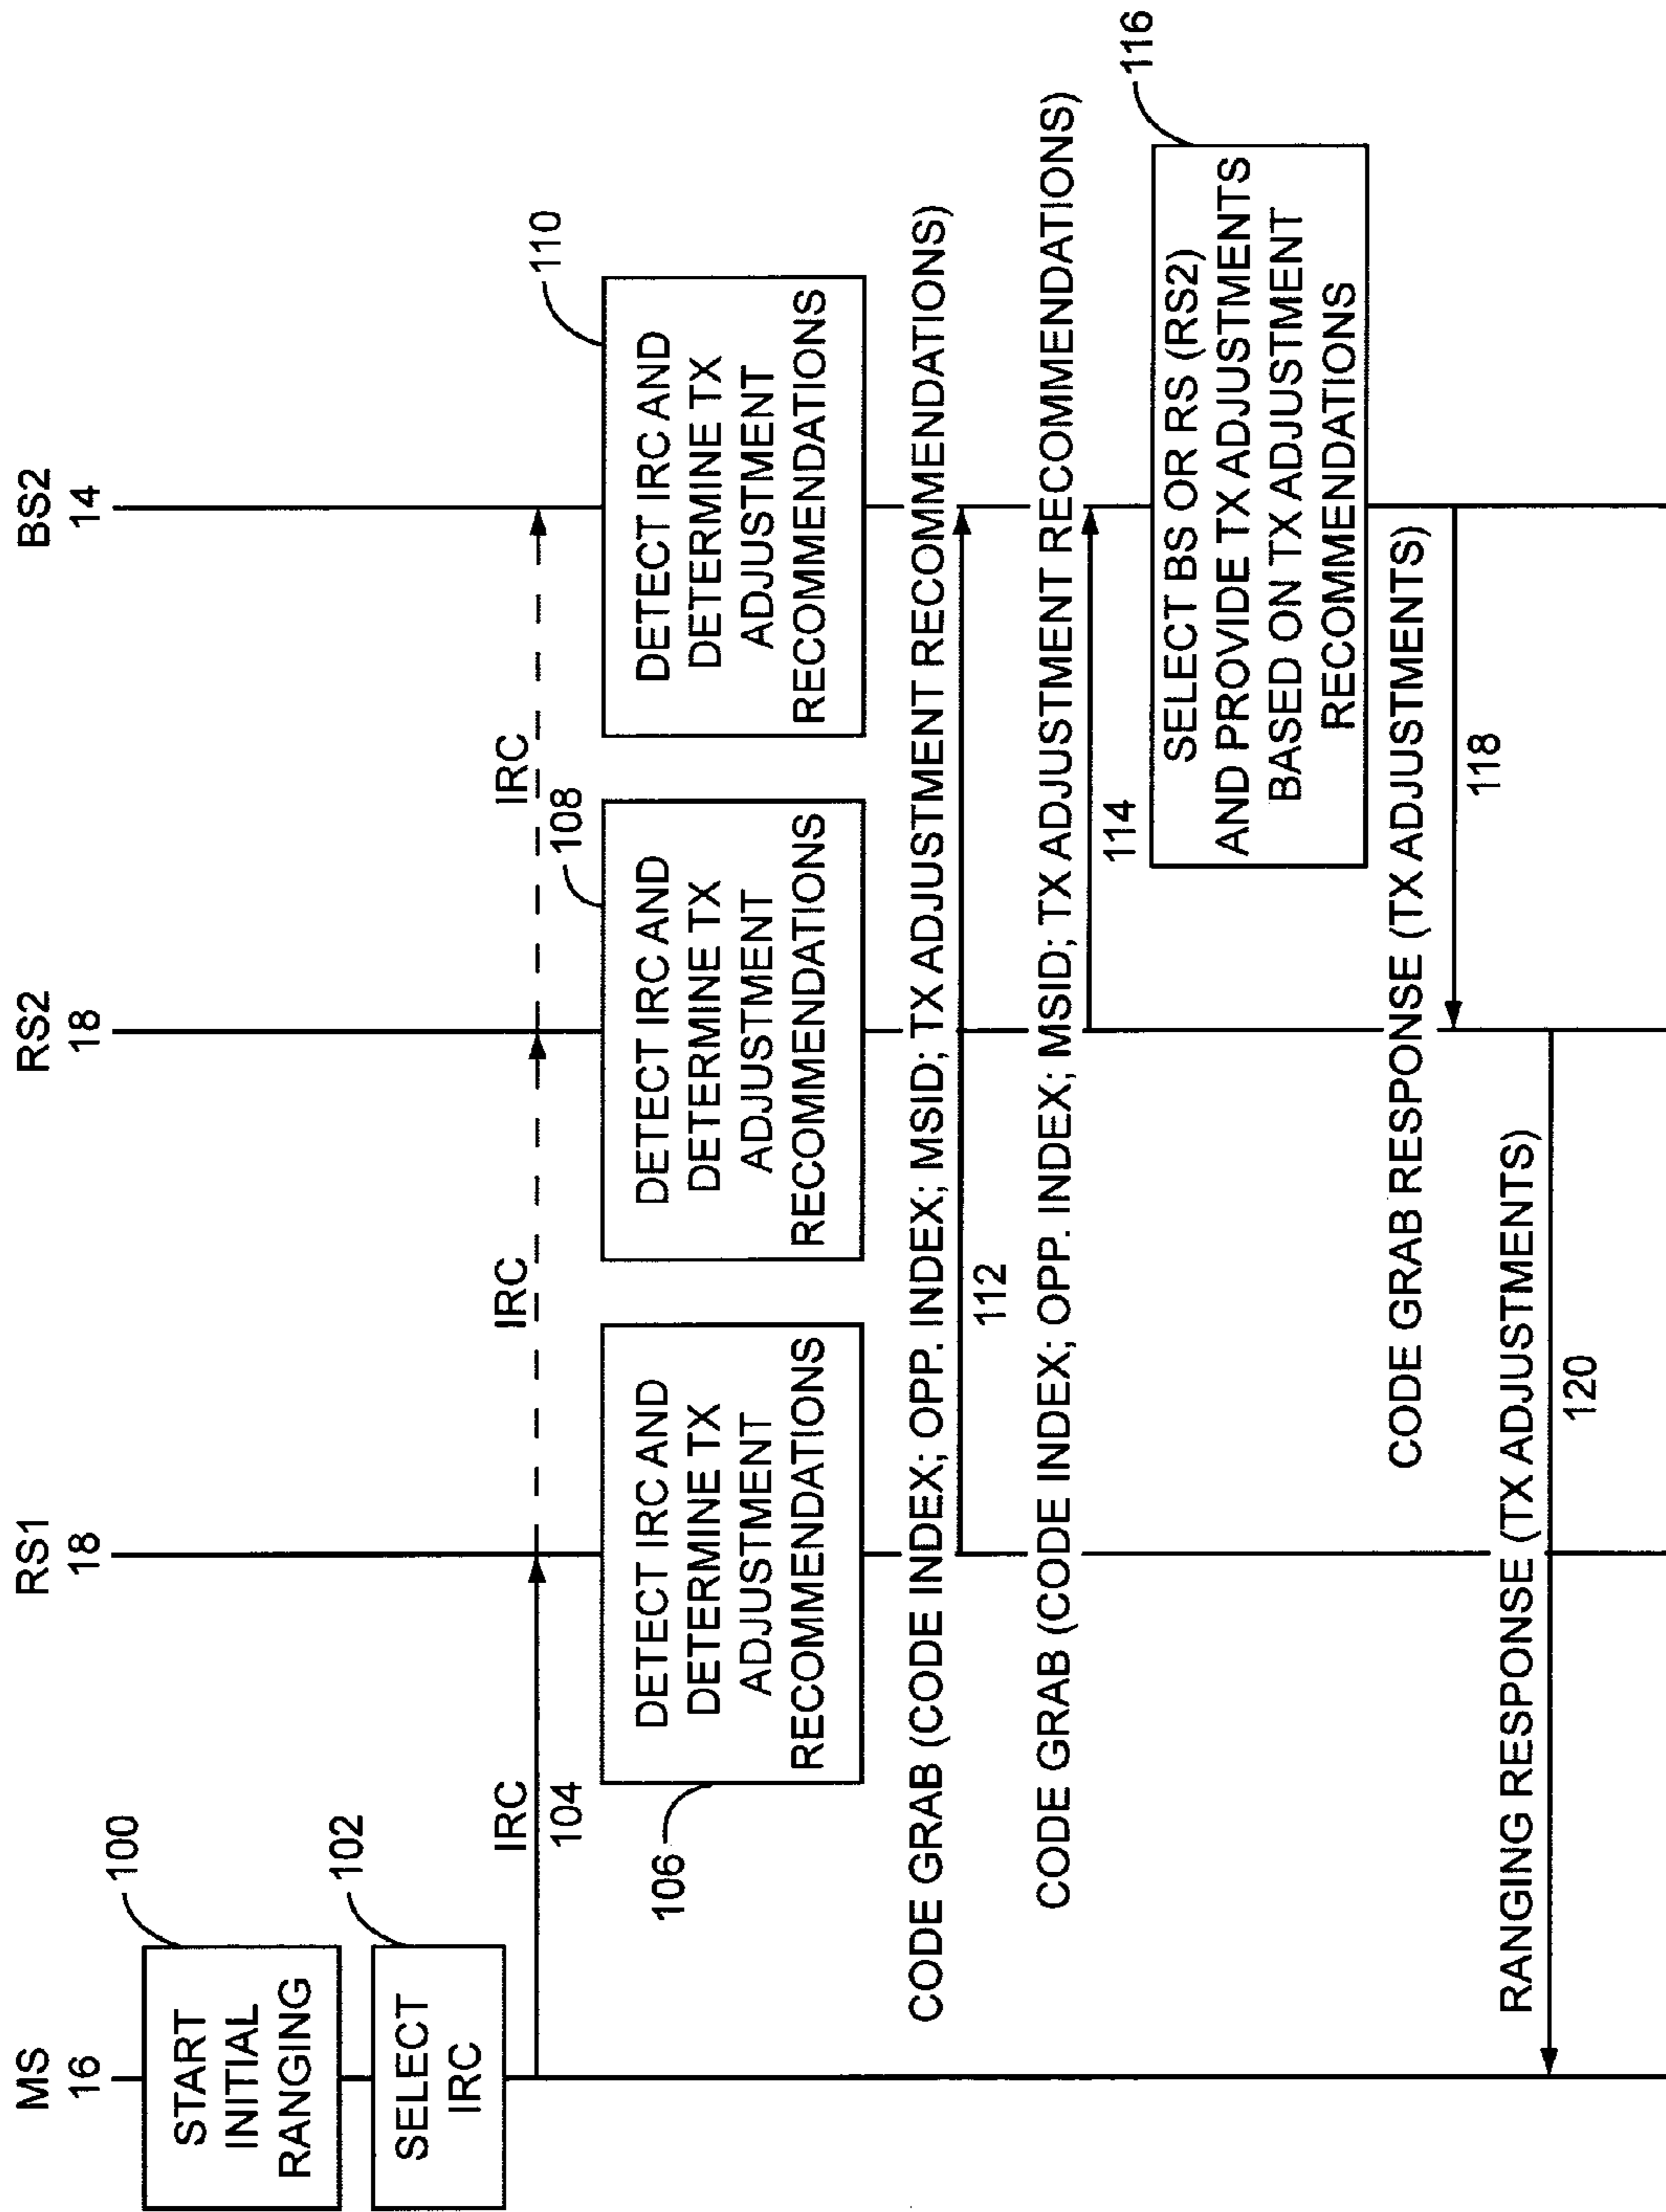 MS
16
RS1
18
RS2
18
BS2
14
START
INITIAL
RANGING
100
SELECT
IRC
102
IRC
104
IRC
IRC
DETECT IRC AND
DETERMINE TX
ADJUSTMENT
RECOMMENDATIONS
106
DETECT IRC AND
DETERMINE TX
ADJUSTMENT
RECOMMENDATIONS
108
DETECT IRC AND
DETERMINE TX
ADJUSTMENT
RECOMMENDATIONS
110
CODE GRAB (CODE INDEX; OPP. INDEX; MSID; TX ADJUSTMENT RECOMMENDATIONS)
112
CODE GRAB (CODE INDEX; OPP. INDEX; MSID; TX ADJUSTMENT RECOMMENDATIONS)
114
SELECT BS OR RS (RS2)
AND PROVIDE TX ADJUSTMENTS
BASED ON TX ADJUSTMENT
RECOMMENDATIONS
116
CODE GRAB RESPONSE (TX ADJUSTMENTS)
118
RANGING RESPONSE (TX ADJUSTMENTS)
120